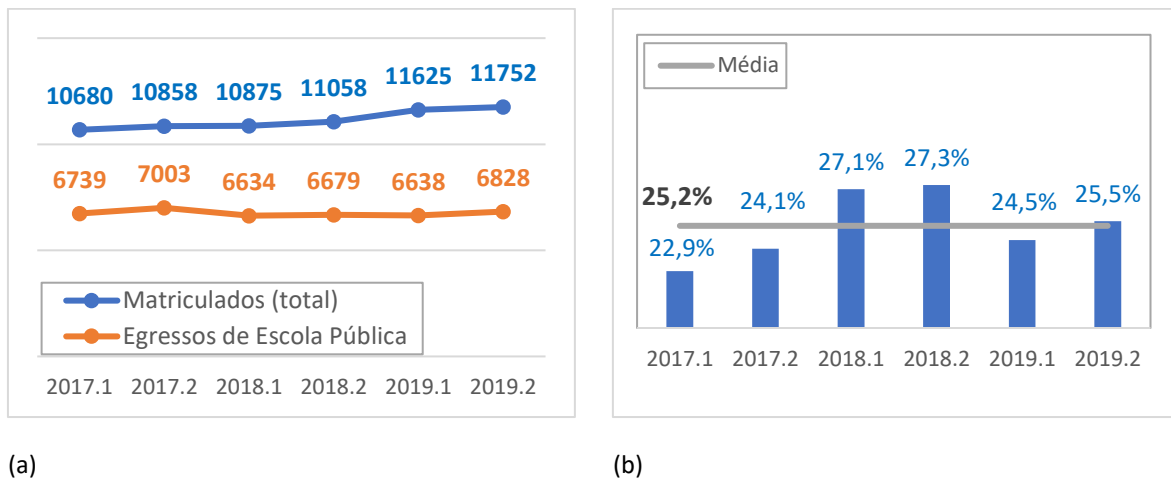 10680 10858 10875 11058 11625 11752
6739 7003 6634 6679 6638 6828
Matriculados (total)
Egressos de Escola Pública
2017.1 2017.2 2018.1 2018.2 2019.1 2019.2
(a)
Média
25,2%
22,9% 24,1% 27,1% 27,3% 24,5% 25,5%
2017.1 2017.2 2018.1 2018.2 2019.1 2019.2
(b)